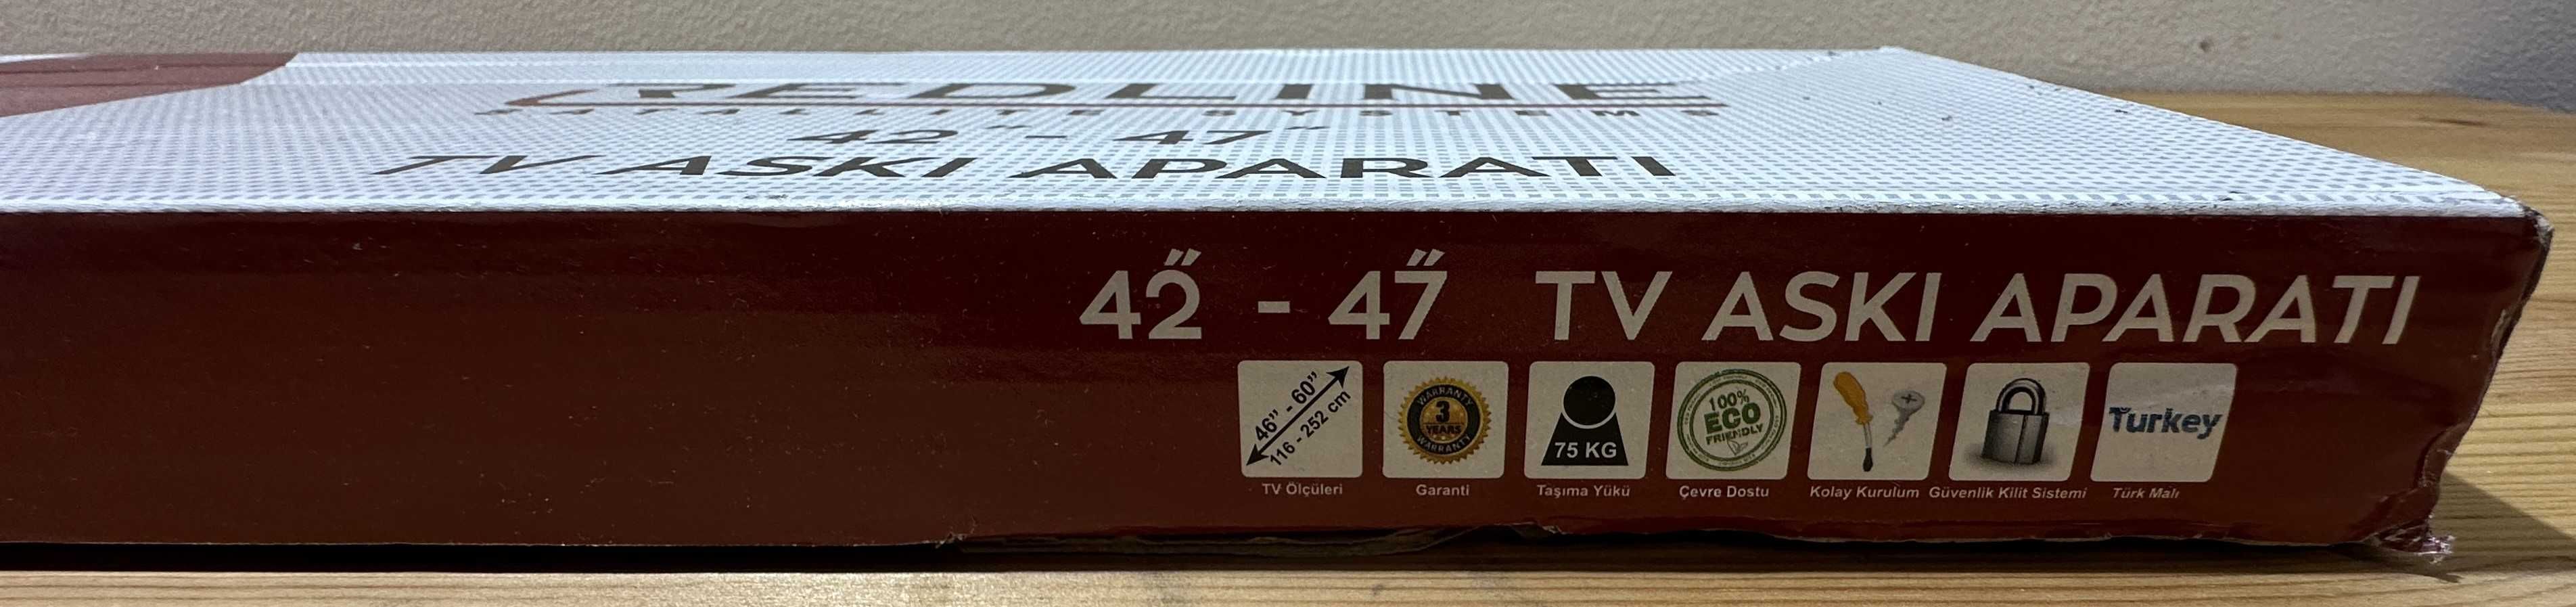 REDLINE
SATALLITE SYSTEMS
42" - 47"
TV ASKI APARATI
42" - 47" TV ASKI APARATI
46” - 60”
116 - 252 cm
TV Ölçüleri
WARRANTY
3
YEARS
WARRANTY
Garanti
75 KG
Taşıma Yükü
100%
ECO
FRIENDLY
Çevre Dostu
Kolay Kurulum
Güvenlik Kilit Sistemi
Turkey
Türk Malı